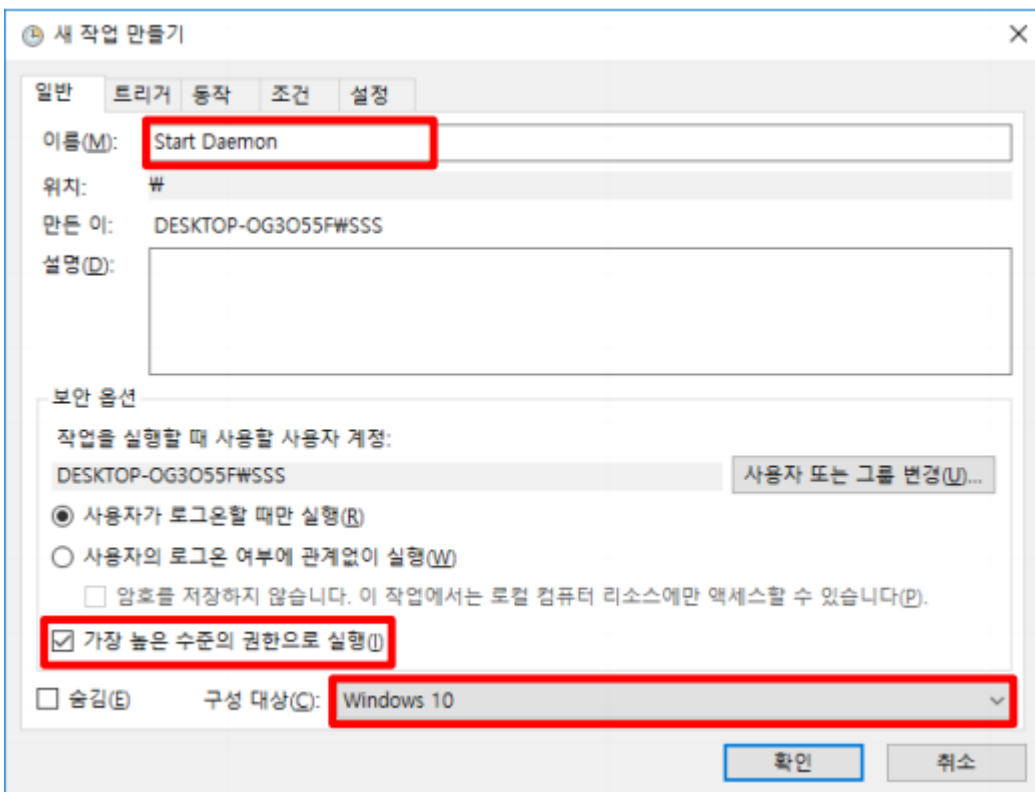 새 작업 만들기
일반 트리거 동작 조건 설정
이름(M): Start Daemon
위치: ₩
만든 이: DESKTOP-OG3O55F₩SSS
설명(D):
보안 옵션
작업을 실행할 때 사용할 사용자 계정:
DESKTOP-OG3O55F₩SSS 사용자 또는 그룹 변경(U)...
사용자가 로그온할 때만 실행(R)
사용자의 로그온 여부에 관계없이 실행(W)
암호를 저장하지 않습니다. 이 작업에서는 로컬 컴퓨터 리소스에만 액세스할 수 있습니다(P).
가장 높은 수준의 권한으로 실행(I)
숨김(E) 구성 대상(C): Windows 10
확인 취소